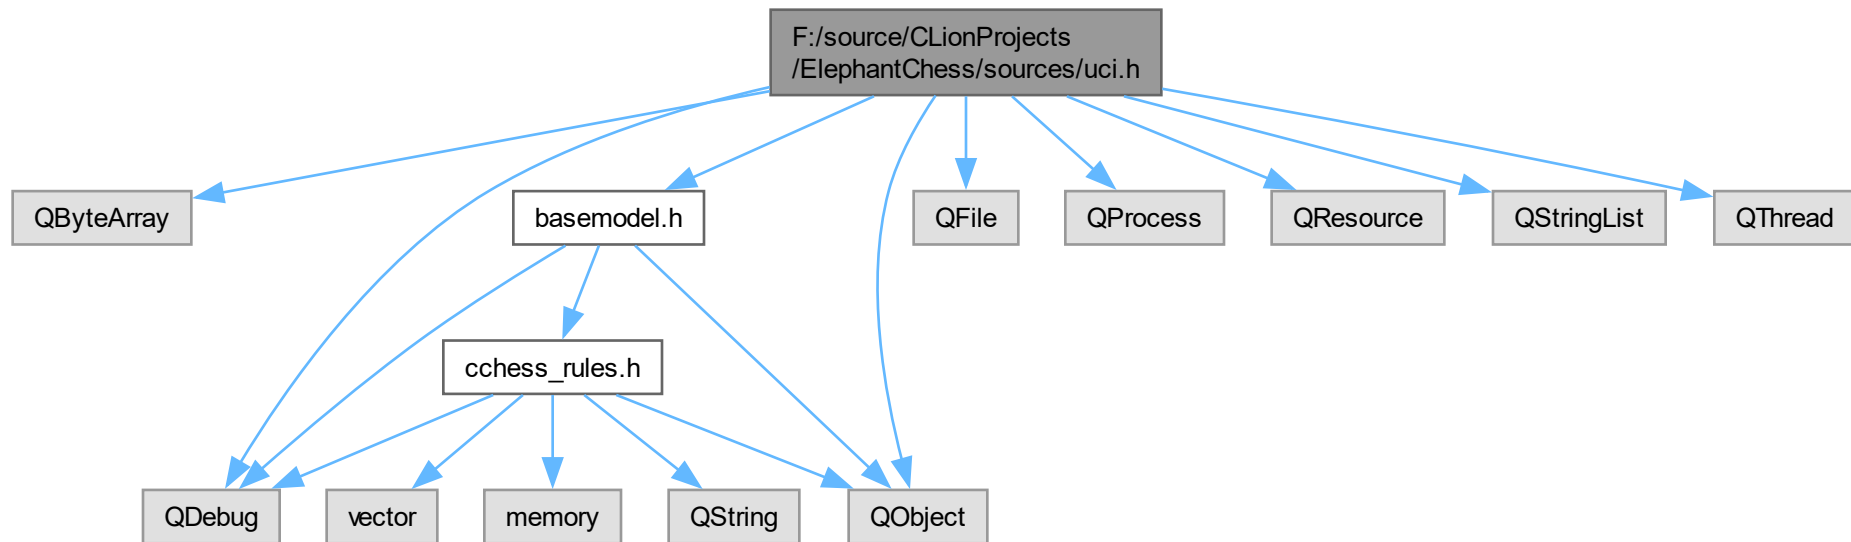 F:/source/CLionProjects
/ElephantChess/sources/uci.h
QByteArray
basemodel.h
QFile
QProcess
QResource
QStringList
QThread
cchess_rules.h
QDebug
vector
memory
QString
QObject